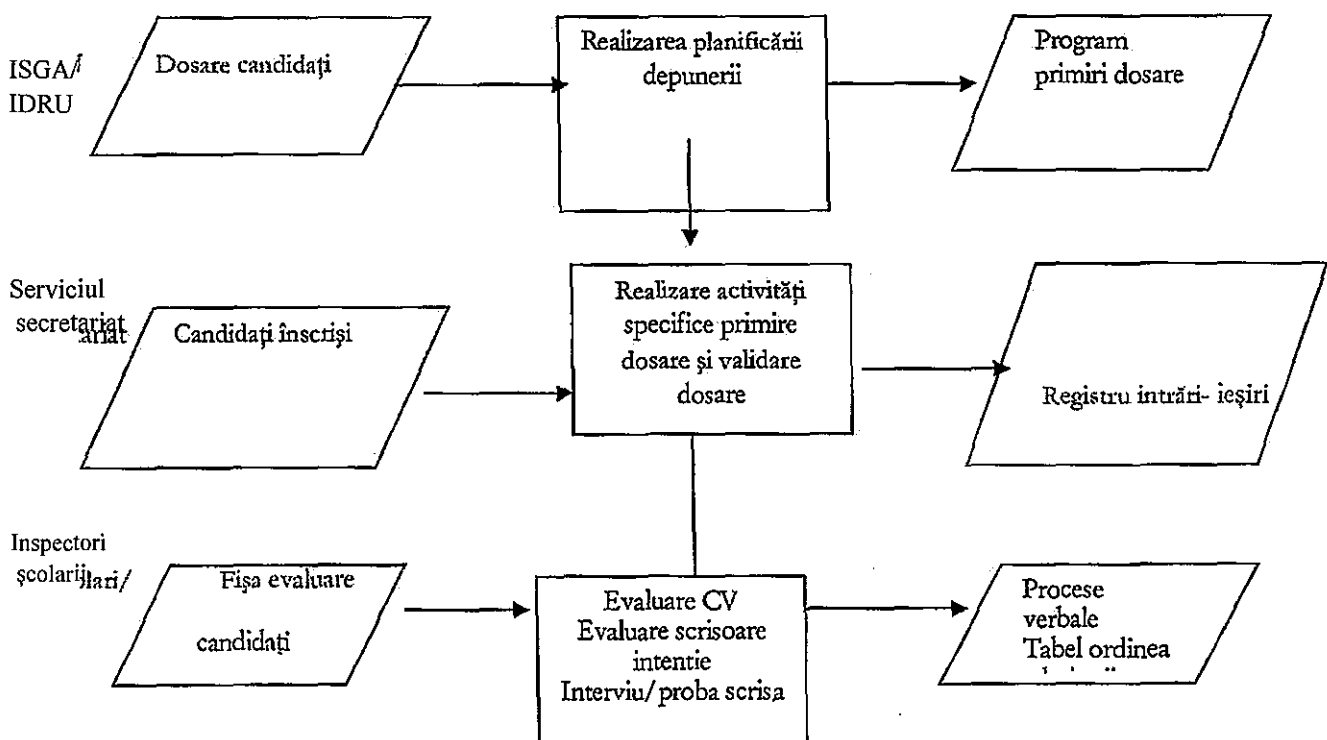 ISGA/
IDRU
Dosare candidați
Realizarea planificării
depunerii
Program
primiri dosare
Serviciul
secretariat
Candidați înscriși
Realizare activități
specifice primire
dosare și validare
dosare
Registru intrări- ieșiri
Inspectori
școlari/
Fișa evaluare
candidați
Evaluare CV
Evaluare scrisoare
intentie
Interviu/ proba scrisa
Procese
verbale
Tabel ordinea